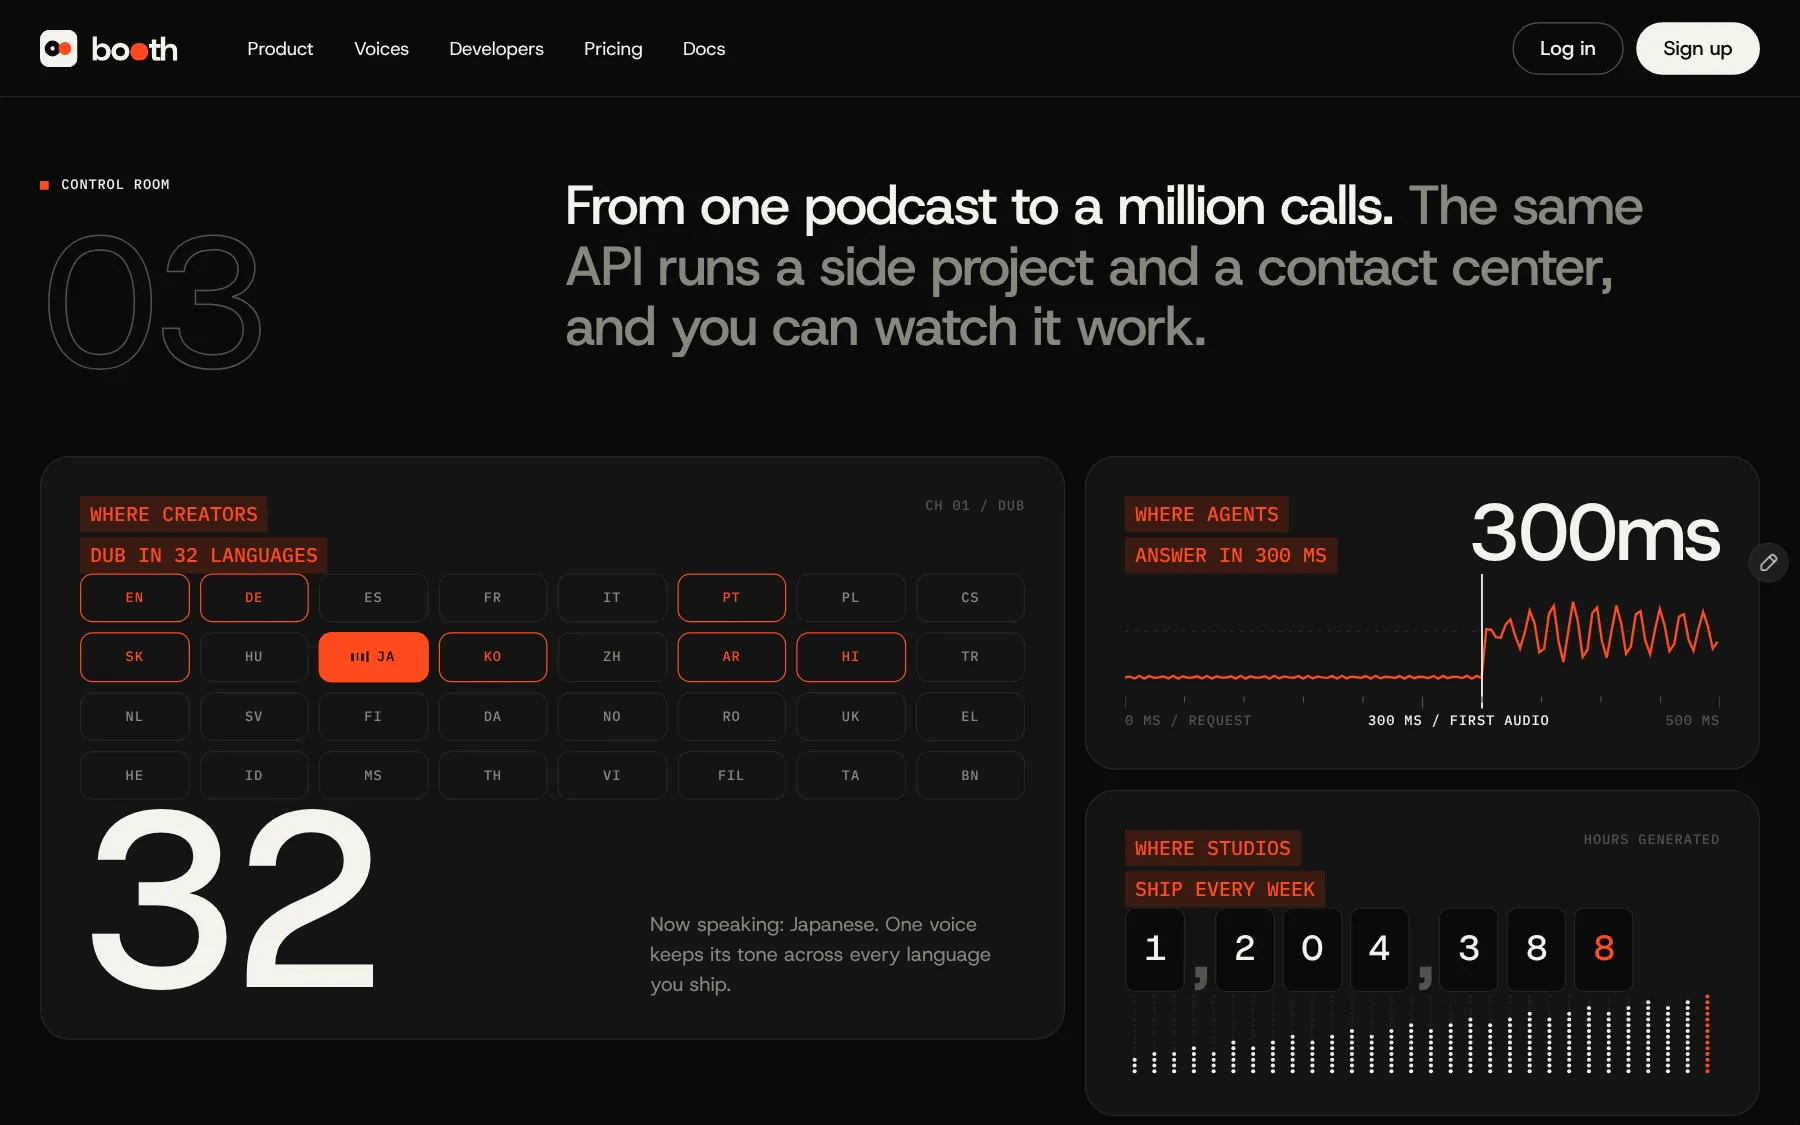 booth
Product
Voices
Developers
Pricing
Docs
Log in
Sign up
CONTROL ROOM
03
From one podcast to a million calls. The same
API runs a side project and a contact center,
and you can watch it work.
WHERE CREATORS
DUB IN 32 LANGUAGES
CH 01 / DUB
EN DE ES FR IT PT PL CS
SK HU JA KO ZH AR HI TR
NL SV FI DA NO RO UK EL
HE ID MS TH VI FIL TA BN
32
Now speaking: Japanese. One voice
keeps its tone across every language
you ship.
WHERE AGENTS
ANSWER IN 300 MS
300ms
0 MS / REQUEST
300 MS / FIRST AUDIO
500 MS
WHERE STUDIOS
SHIP EVERY WEEK
HOURS GENERATED
1,204,388